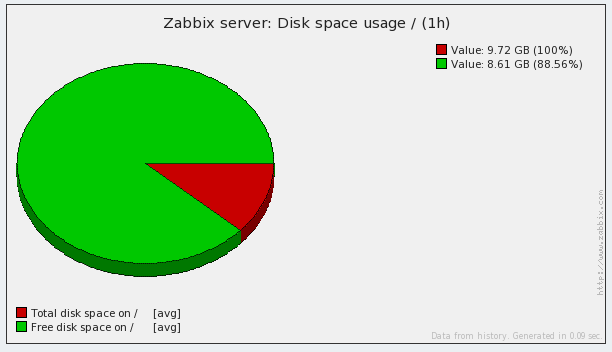 Zabbix server: Disk space usage / (1h)
Value: 9.72 GB (100%)
Value: 8.61 GB (88.56%)
http://www.zabbix.com
Total disk space on / [avg]
Free disk space on / [avg]
Data from history. Generated in 0.09 sec.